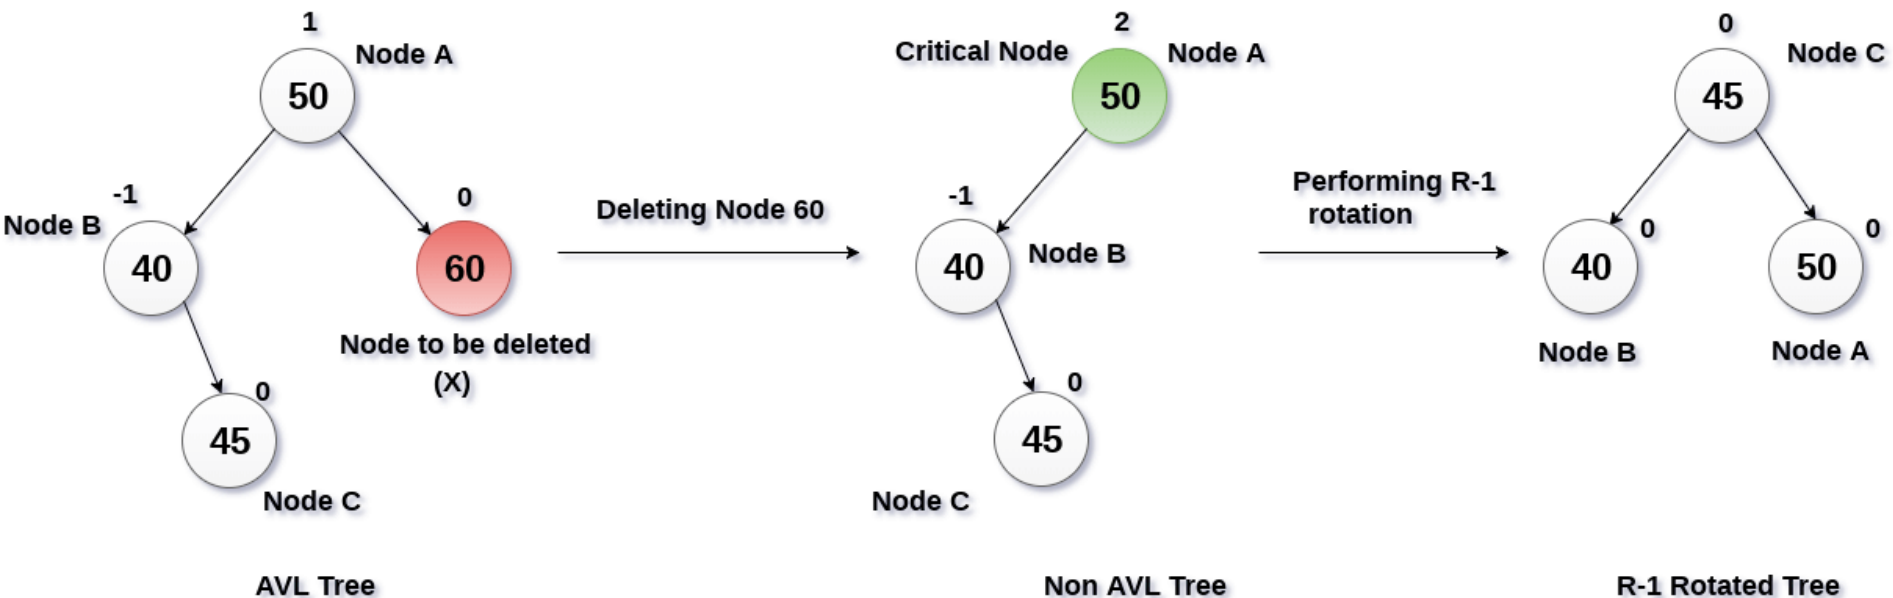 1
Node A
50
-1
Node B
40
0
60
Node to be deleted
(X)
0
45
Node C
AVL Tree
Deleting Node 60
2
Critical Node
Node A
50
-1
40
Node B
0
45
Node C
Non AVL Tree
Performing R-1
rotation
0
Node C
45
0
40
Node B
0
50
Node A
R-1 Rotated Tree